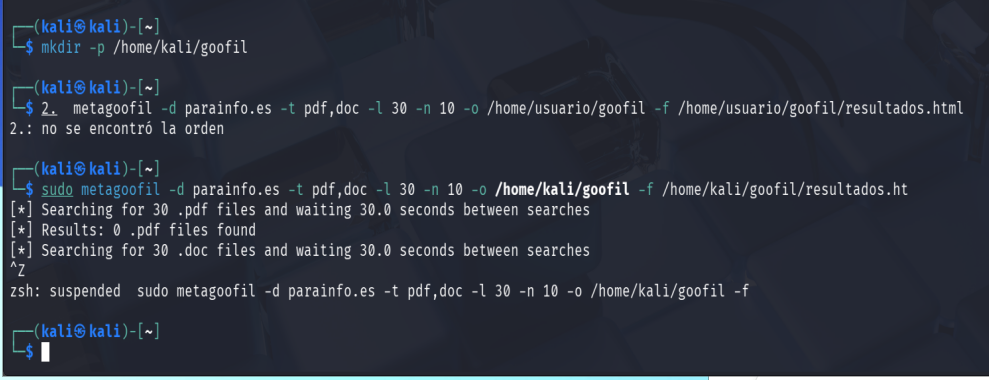 ┌──(kali㉿kali)-[~]
└─$ mkdir -p /home/kali/goofil
┌──(kali㉿kali)-[~]
└─$ 2.  metagoofil -d parainfo.es -t pdf,doc -l 30 -n 10 -o /home/usuario/goofil -f /home/usuario/goofil/resultados.html
2.: no se encontró la orden
┌──(kali㉿kali)-[~]
└─$ sudo metagoofil -d parainfo.es -t pdf,doc -l 30 -n 10 -o /home/kali/goofil -f /home/kali/goofil/resultados.ht
[*] Searching for 30 .pdf files and waiting 30.0 seconds between searches
[*] Results: 0 .pdf files found
[*] Searching for 30 .doc files and waiting 30.0 seconds between searches
^Z
zsh: suspended  sudo metagoofil -d parainfo.es -t pdf,doc -l 30 -n 10 -o /home/kali/goofil -f
┌──(kali㉿kali)-[~]
└─$